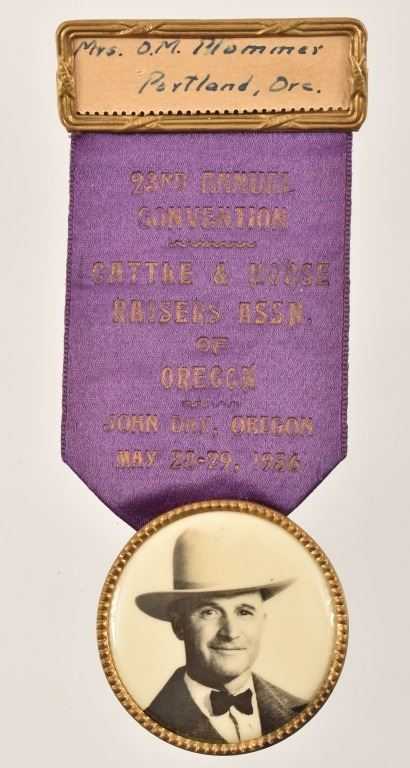 Mrs. O.M. Plummer
Portland, Ore.
23RD ANNUAL
CONVENTION
CATTLE & HORSE
RAISERS ASSN.
OF
OREGON
JOHN DAY, OREGON
MAY 28-29, 1936